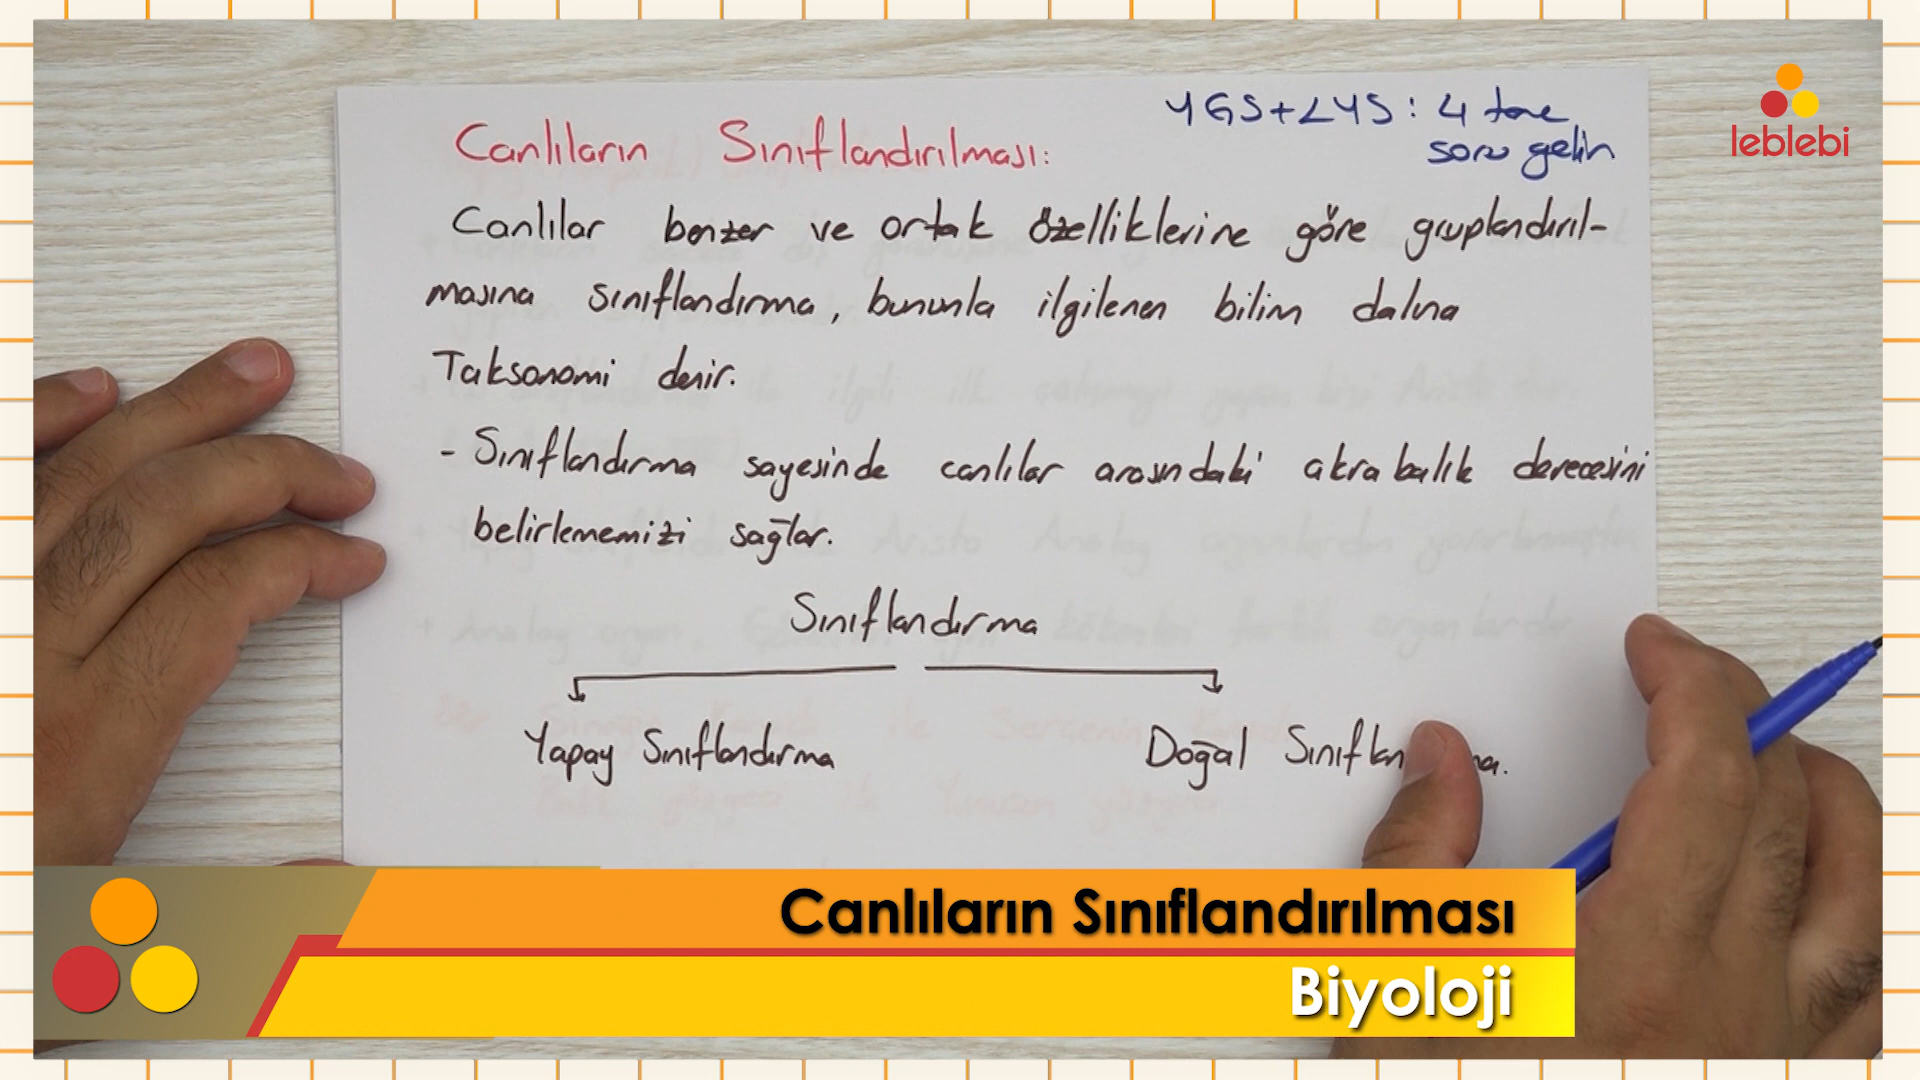 YGS+LYS: 4 tane
soru gelin
leblebi
Canlıların Sınıflandırılması:
Canlılar benzer ve ortak özelliklerine göre gruplandırıl-
masına sınıflandırma, bununla ilgilenen bilim dalına
Taksonomi denir.
- Sınıflandırma sayesinde canlılar arasındaki akrabalık derecesini
belirlememizi sağlar.
Sınıflandırma
Yapay Sınıflandırma
Doğal
Canlıların Sınıflandırılması
Biyoloji